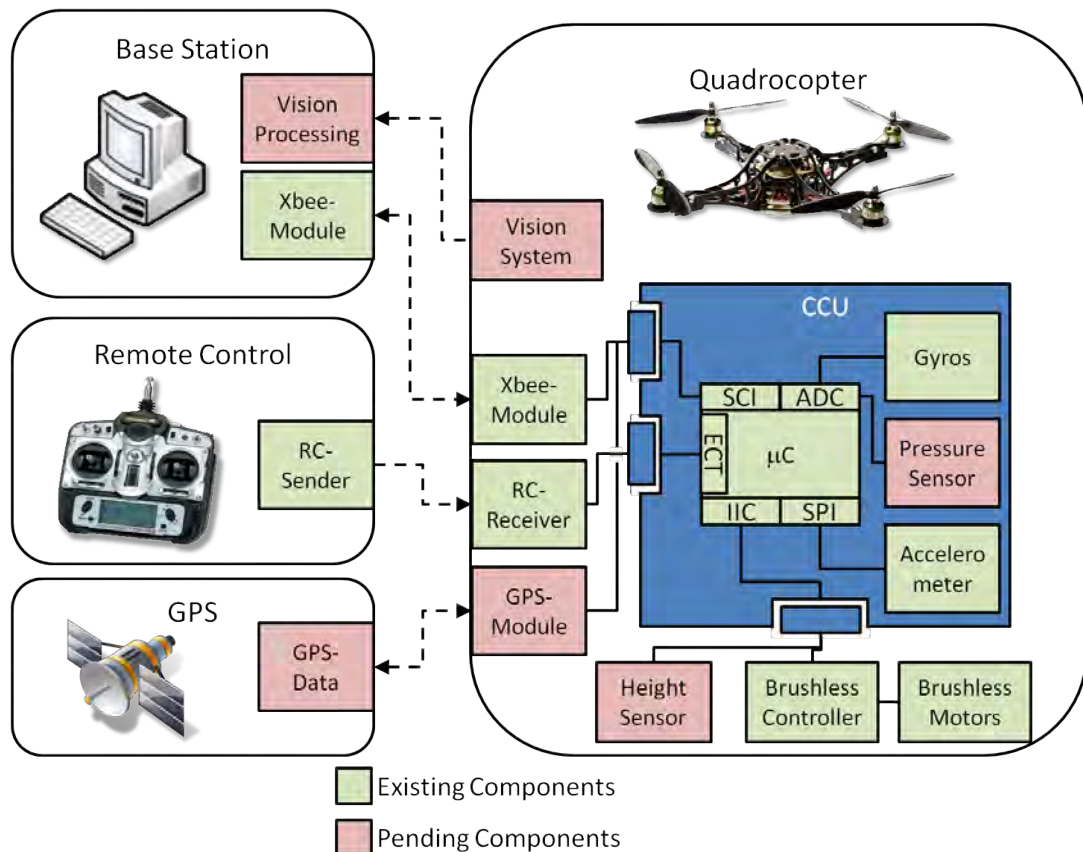 Base Station
Vision
Processing
Xbee-
Module
Remote Control
RC-
Sender
GPS
GPS-
Data
Quadrocopter
Vision
System
Xbee-
Module
RC-
Receiver
GPS-
Module
CCU
Gyros
SCI ADC
ECT
μC
IIC SPI
Pressure
Sensor
Accelero
meter
Height
Sensor
Brushless
Controller
Brushless
Motors
Existing Components
Pending Components